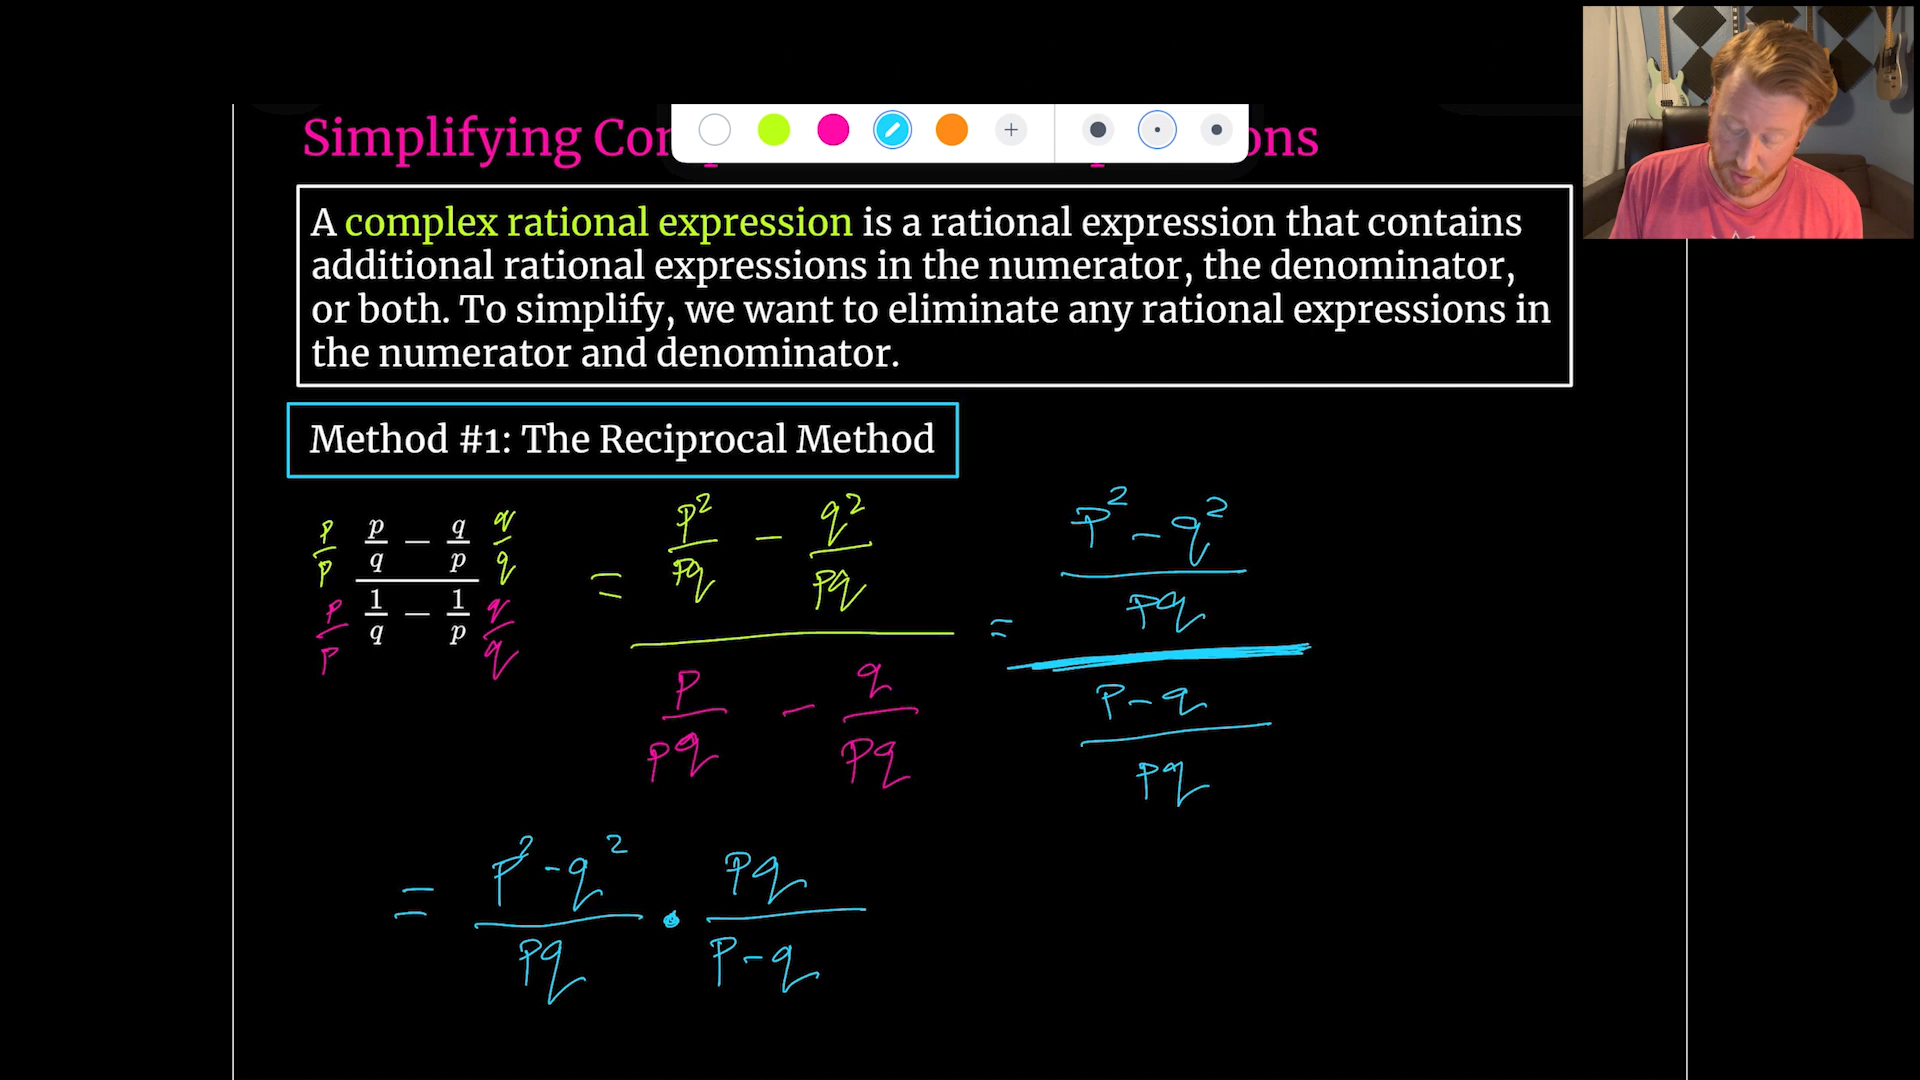 Simplifying Co ons
A complex rational expression is a rational expression that contains
additional rational expressions in the numerator, the denominator,
or both. To simplify, we want to eliminate any rational expressions in
the numerator and denominator.
Method #1: The Reciprocal Method
p/p (p/q − q/p) q/q / p/p (1/q − 1/p) q/q = (p²/pq − q²/pq) / (p/pq − q/pq) = ((p² − q²)/pq) / ((p − q)/pq)
= (p² − q²)/pq · pq/(p − q)